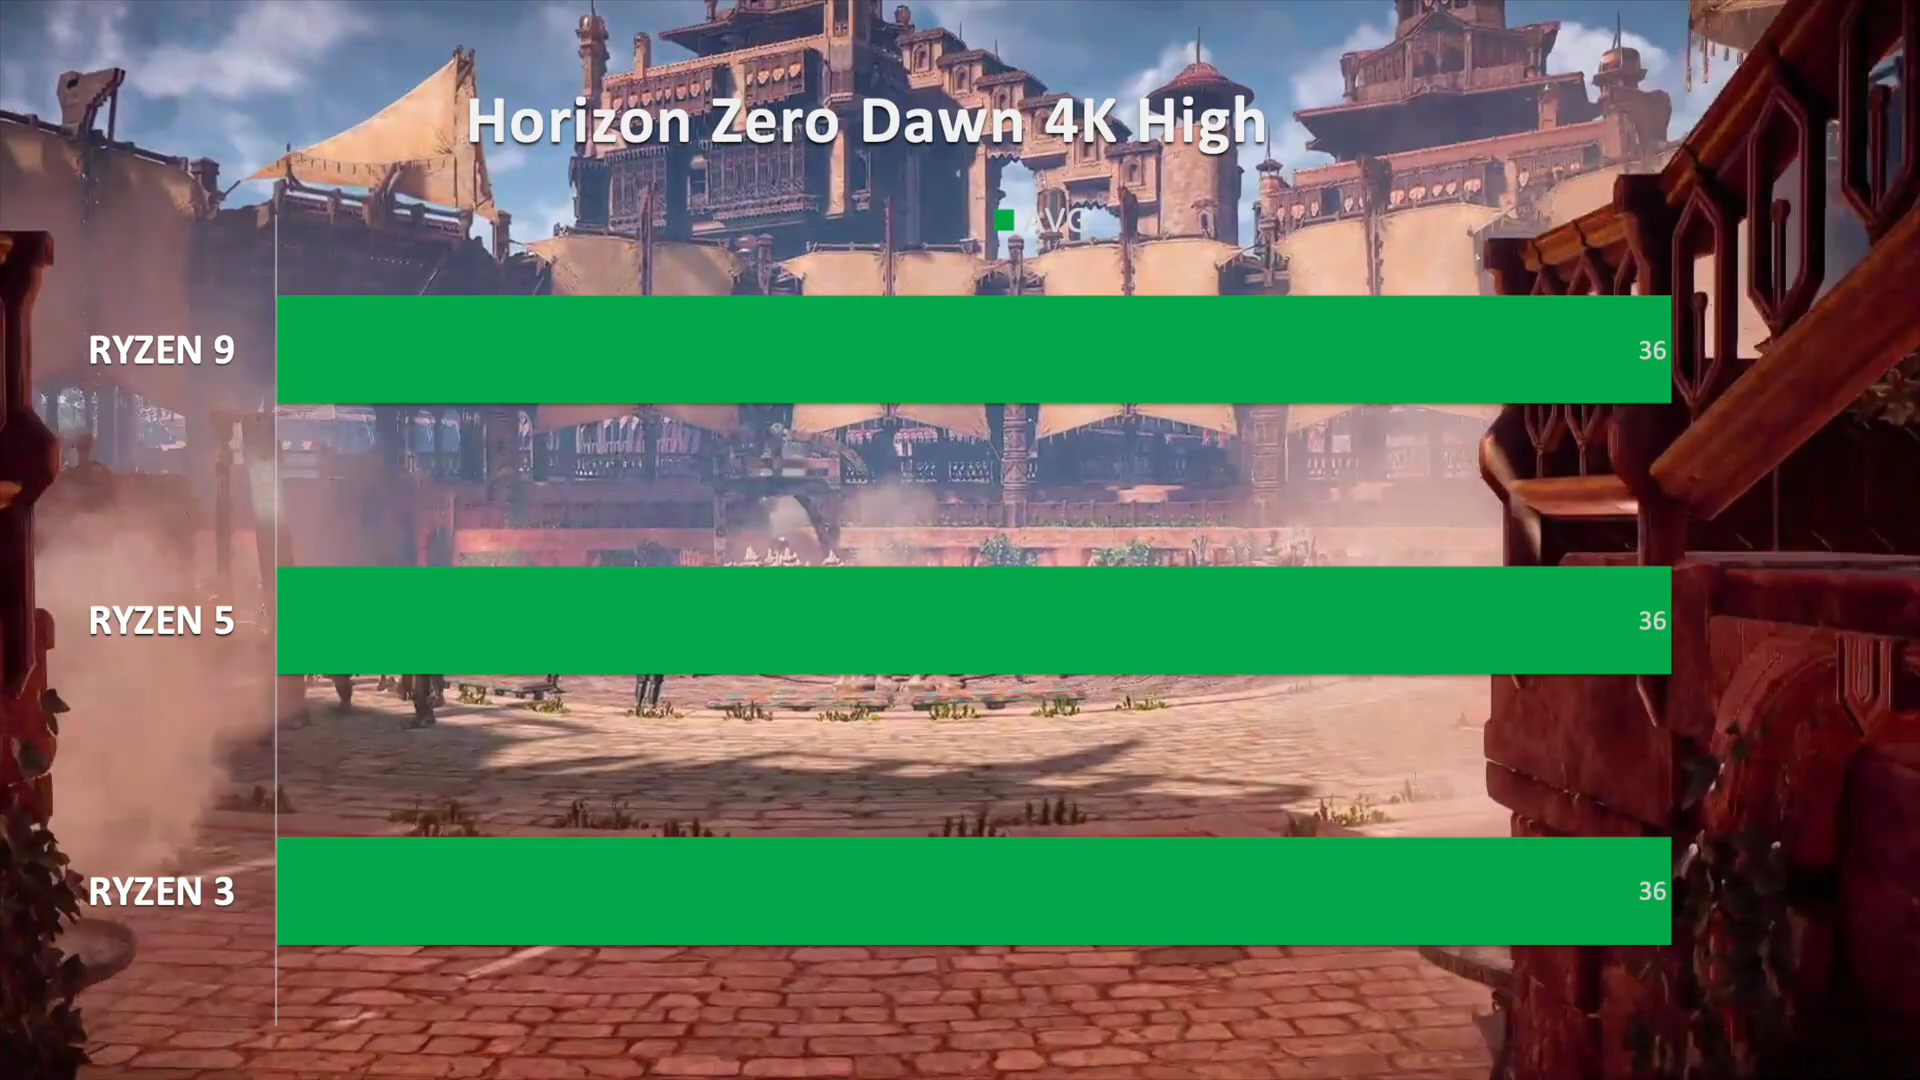 Horizon Zero Dawn 4K High
AVG
RYZEN 9
36
RYZEN 5
36
RYZEN 3
36